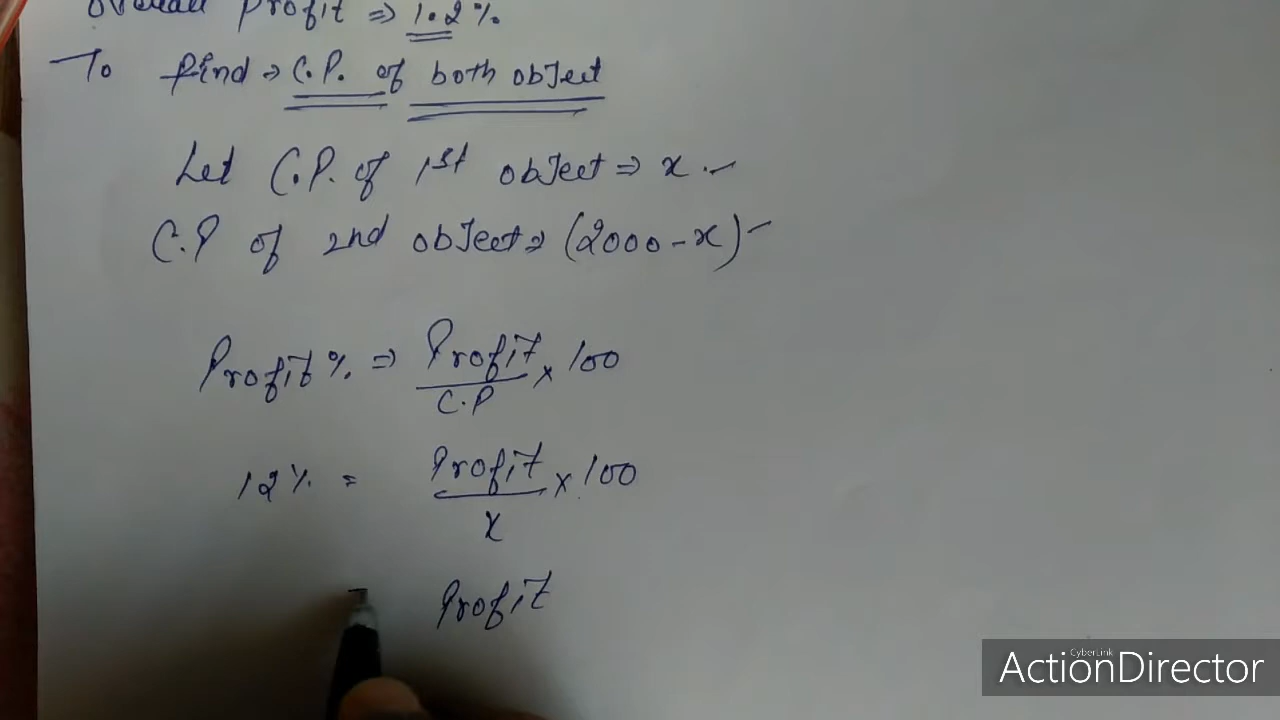 Overall Profit ⇒ 1.2%
To find ⇒ C.P. of both object
Let C.P. of 1st object ⇒ x
C.P of 2nd object ⇒ (2000-x)
Profit % ⇒ Profit/C.P × 100
12% = Profit/x × 100
Profit
CyberLink
ActionDirector